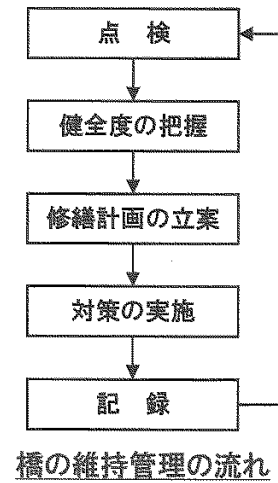 点検
健全度の把握
修繕計画の立案
対策の実施
記録
橋の維持管理の流れ